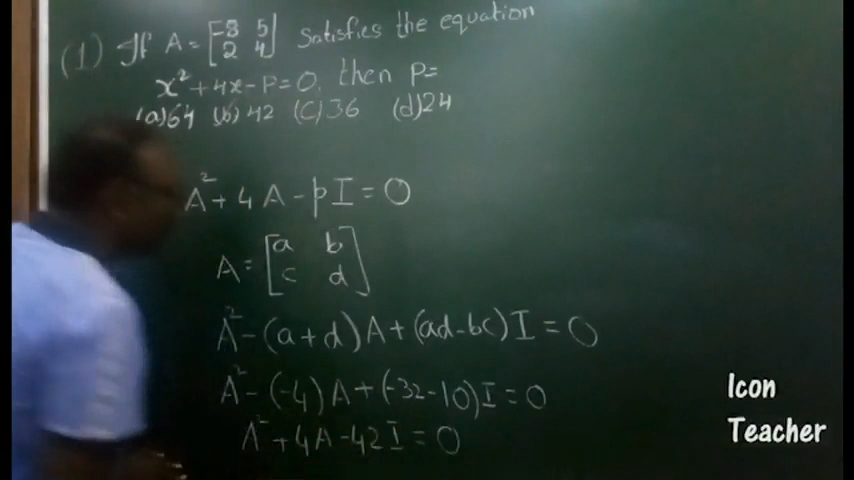 (1) If A = [-8 5 2 4] satisfies the equation
x² + 4x - P = 0, then P =
(a) 64 (b) 42 (c) 36 (d) 24
A² + 4A - pI = 0
A = [a b c d]
A² - (a+d)A + (ad-bc)I = 0
A² - (-4)A + (-32-10)I = 0
A² + 4A - 42I = 0
Icon
Teacher